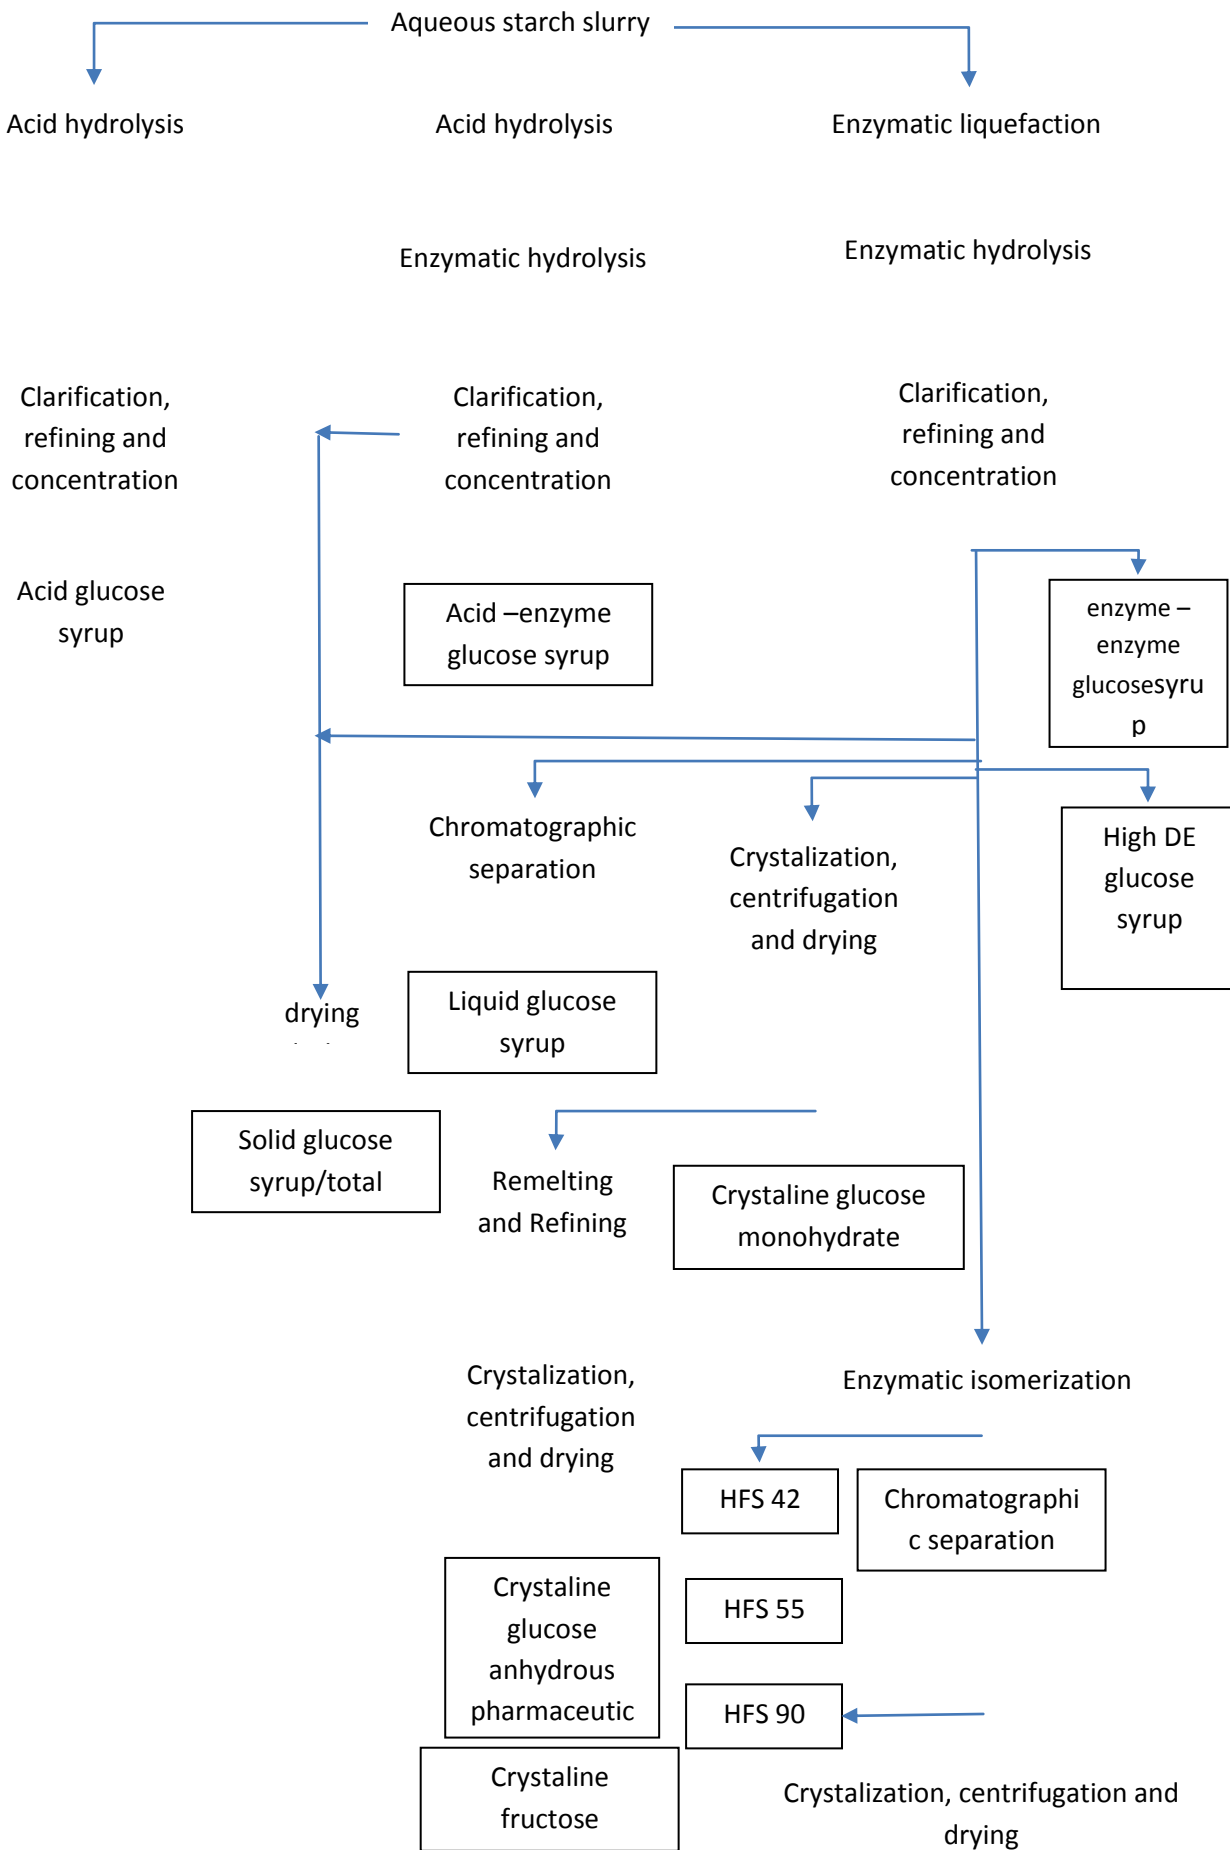 Aqueous starch slurry
Acid hydrolysis
Acid hydrolysis
Enzymatic liquefaction
Enzymatic hydrolysis
Enzymatic hydrolysis
Clarification,
refining and
concentration
Clarification,
refining and
concentration
Clarification,
refining and
concentration
Acid glucose
syrup
Acid –enzyme
glucose syrup
enzyme –
enzyme
glucosesyru
p
Chromatographic
separation
Crystalization,
centrifugation
and drying
High DE
glucose
syrup
drying
Liquid glucose
syrup
Solid glucose
syrup/total
Remelting
and Refining
Crystaline glucose
monohydrate
Crystalization,
centrifugation
and drying
Enzymatic isomerization
HFS 42
Chromatographi
c separation
Crystaline
glucose
anhydrous
pharmaceutic
HFS 55
HFS 90
Crystaline
fructose
Crystalization, centrifugation and
drying